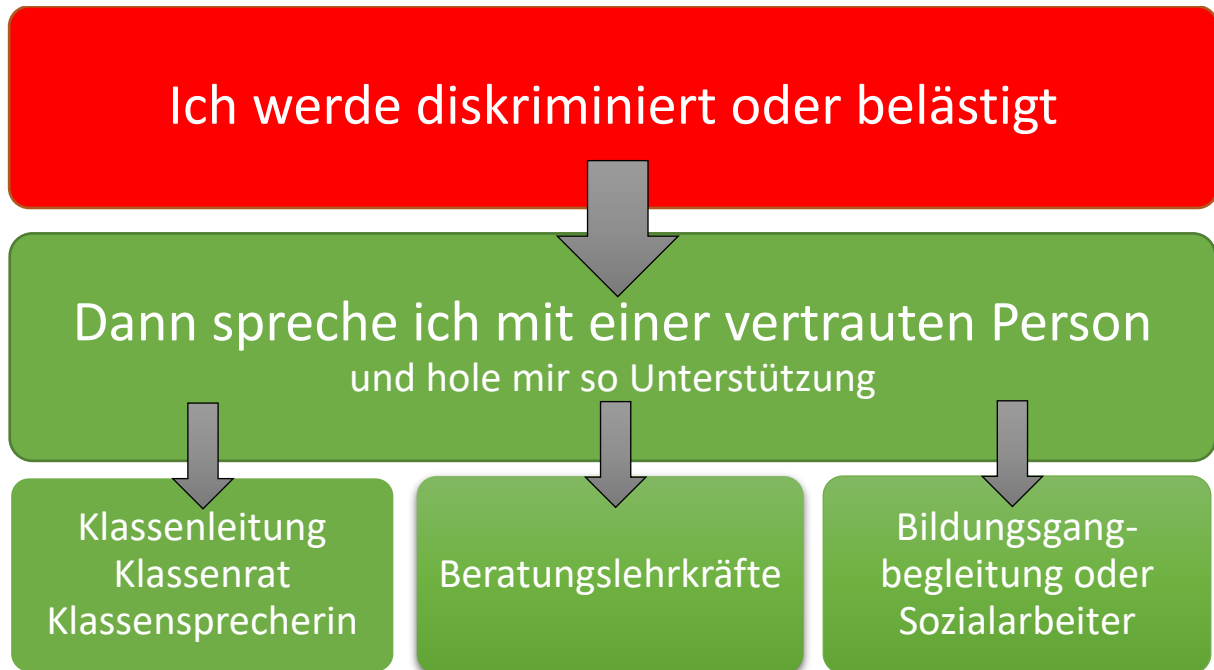 Ich werde diskriminiert oder belästigt
Dann spreche ich mit einer vertrauten Person
und hole mir so Unterstützung
Klassenleitung
Klassenrat
Klassensprecherin
Beratungslehrkräfte
Bildungsgang-
begleitung oder
Sozialarbeiter